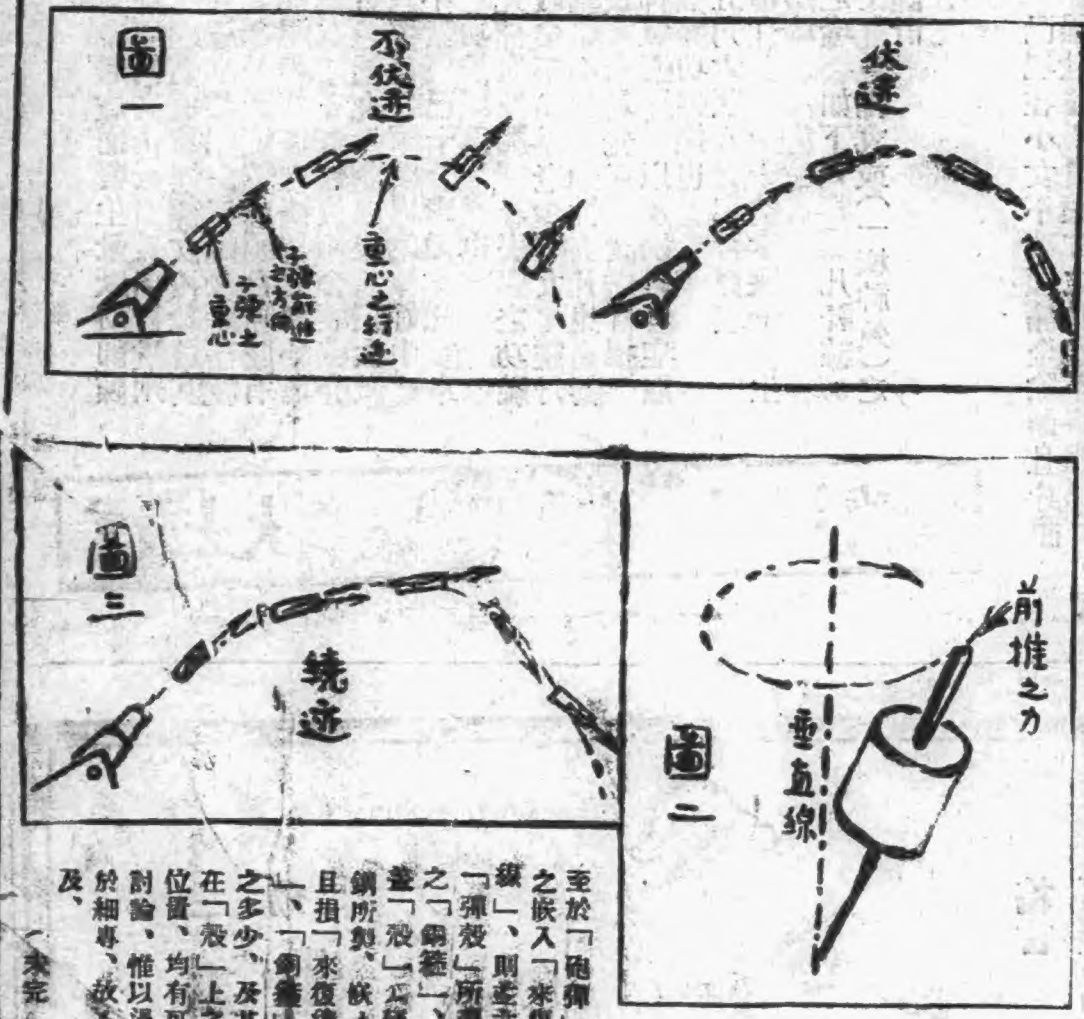 圖一
伏迹
不伏迹
重心之行迹
子彈前進
之方向
子彈之
重心
圖二
前推之力
垂直線
圖三
繞迹
至於「砲彈
之嵌入「來復
線」、則
「彈殼」所
之「銅箍」、
蓋「殼」
鋼所製、
且損「來復
」、「銅箍」
之多少、及其
在「殼」上之
位置、均有
討論、惟以
於細專、故
及、
（未完